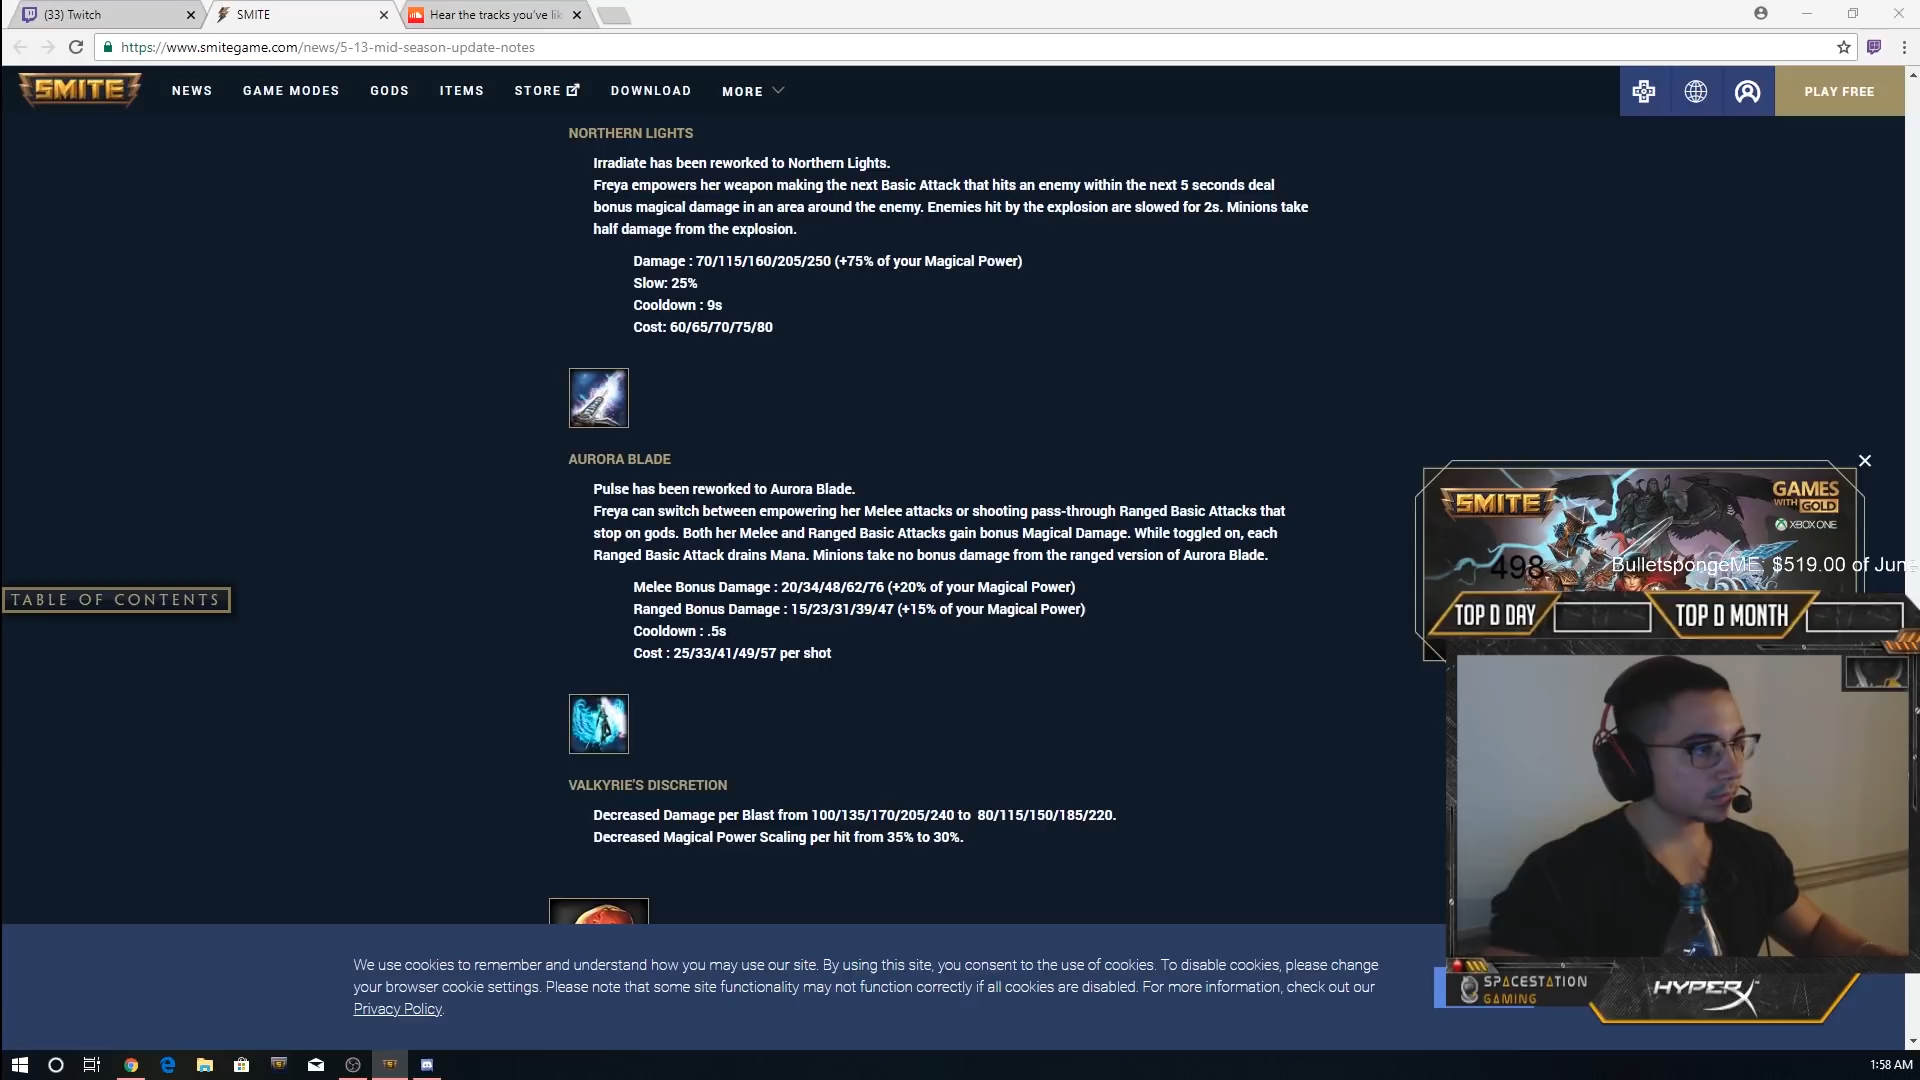 (33) Twitch
SMITE
Hear the tracks you've lik
https://www.smitegame.com/news/5-13-mid-season-update-notes
SMITE
NEWS
GAME MODES
GODS
ITEMS
STORE
DOWNLOAD
MORE
PLAY FREE
NORTHERN LIGHTS
Irradiate has been reworked to Northern Lights.
Freya empowers her weapon making the next Basic Attack that hits an enemy within the next 5 seconds deal
bonus magical damage in an area around the enemy. Enemies hit by the explosion are slowed for 2s. Minions take
half damage from the explosion.
Damage : 70/115/160/205/250 (+75% of your Magical Power)
Slow: 25%
Cooldown : 9s
Cost: 60/65/70/75/80
AURORA BLADE
Pulse has been reworked to Aurora Blade.
Freya can switch between empowering her Melee attacks or shooting pass-through Ranged Basic Attacks that
stop on gods. Both her Melee and Ranged Basic Attacks gain bonus Magical Damage. While toggled on, each
Ranged Basic Attack drains Mana. Minions take no bonus damage from the ranged version of Aurora Blade.
Melee Bonus Damage : 20/34/48/62/76 (+20% of your Magical Power)
Ranged Bonus Damage : 15/23/31/39/47 (+15% of your Magical Power)
Cooldown : .5s
Cost : 25/33/41/49/57 per shot
TABLE OF CONTENTS
VALKYRIE'S DISCRETION
Decreased Damage per Blast from 100/135/170/205/240 to 80/115/150/185/220.
Decreased Magical Power Scaling per hit from 35% to 30%.
SMITE
GAMES
WITH GOLD
XBOX ONE
498
BulletspongeME: $519.00 of June
TOP D DAY
TOP D MONTH
We use cookies to remember and understand how you may use our site. By using this site, you consent to the use of cookies. To disable cookies, please change
your browser cookie settings. Please note that some site functionality may not function correctly if all cookies are disabled. For more information, check out our
Privacy Policy.
SPACESTATION
GAMING
HYPERX
1:58 AM